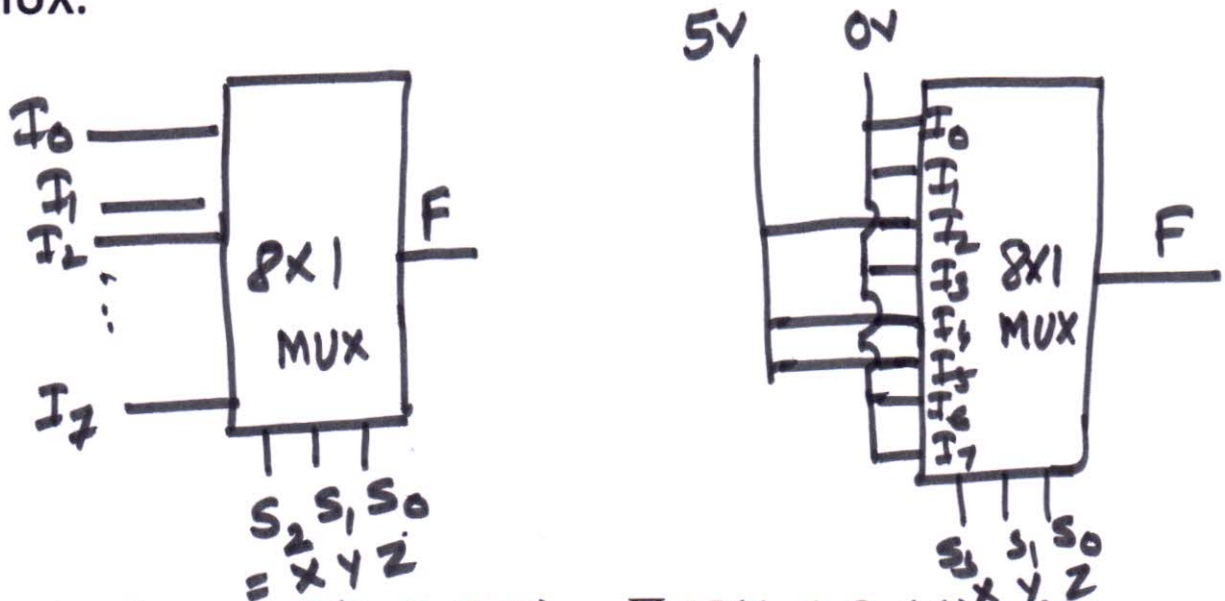 MUX.
I0
I1
I2
I7
8X1
MUX
F
S2 S1 S0
= X Y Z
5V 0V
I0
I1
I2
I3
I4
I5
I6
I7
8X1
MUX
F
S3 S1 S0
X Y Z